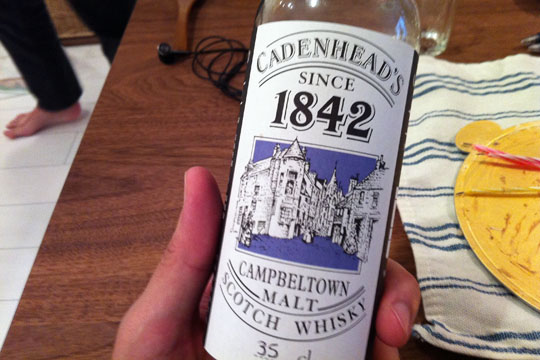 CADENHEAD'S
SINCE
1842
CAMPBELTOWN
MALT
SCOTCH WHISKY
35 cl